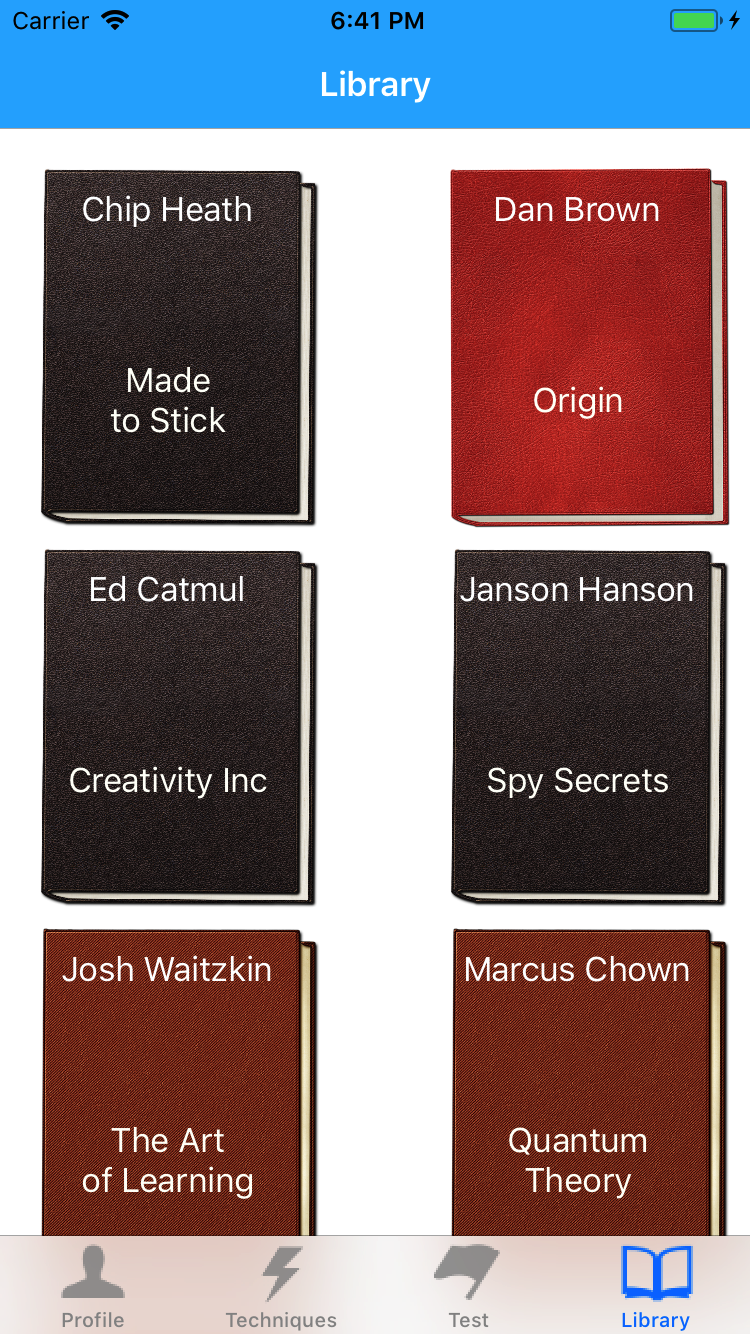 Carrier 6:41 PM
Library
Chip Heath
Made
to Stick
Dan Brown
Origin
Ed Catmul
Creativity Inc
Janson Hanson
Spy Secrets
Josh Waitzkin
The Art
of Learning
Marcus Chown
Quantum
Theory
Profile Techniques Test Library